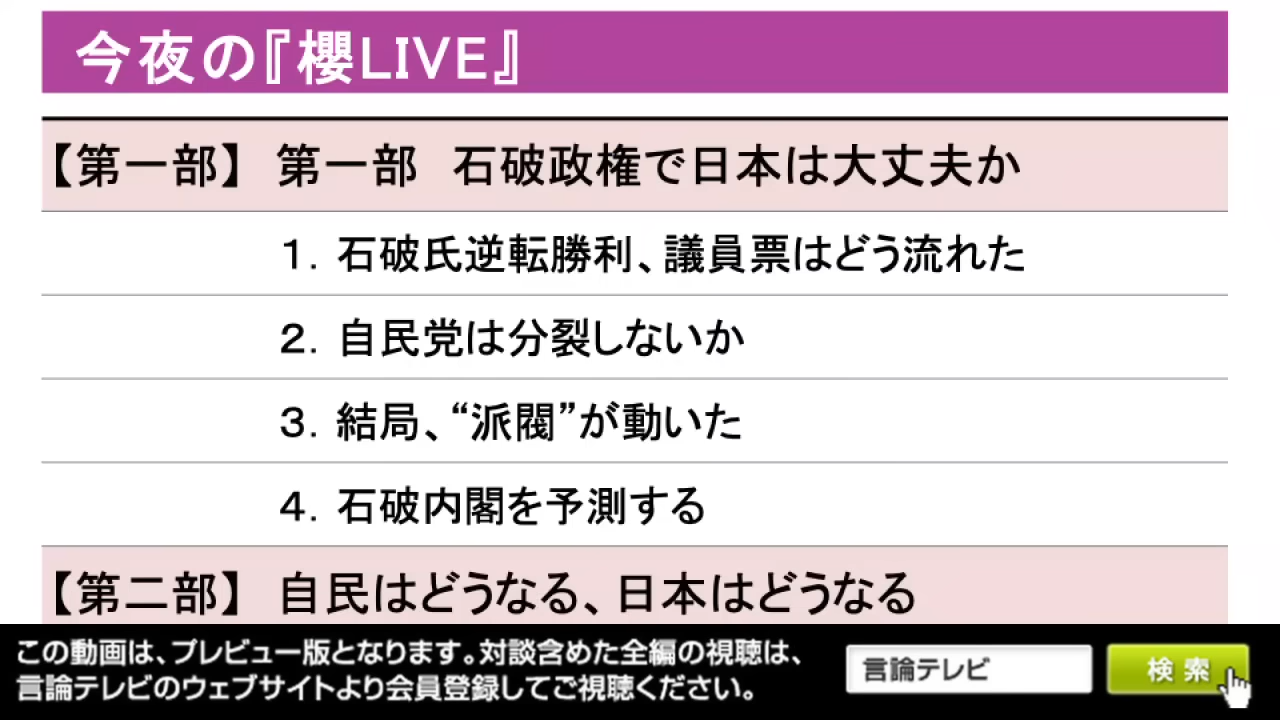 今夜の『櫻LIVE』
【第一部】 第一部 石破政権で日本は大丈夫か
1．石破氏逆転勝利、議員票はどう流れた
2．自民党は分裂しないか
3．結局、“派閥”が動いた
4．石破内閣を予測する
【第二部】 自民はどうなる、日本はどうなる
この動画は、プレビュー版となります。対談含めた全編の視聴は、
言論テレビのウェブサイトより会員登録してご視聴ください。
言論テレビ 検索